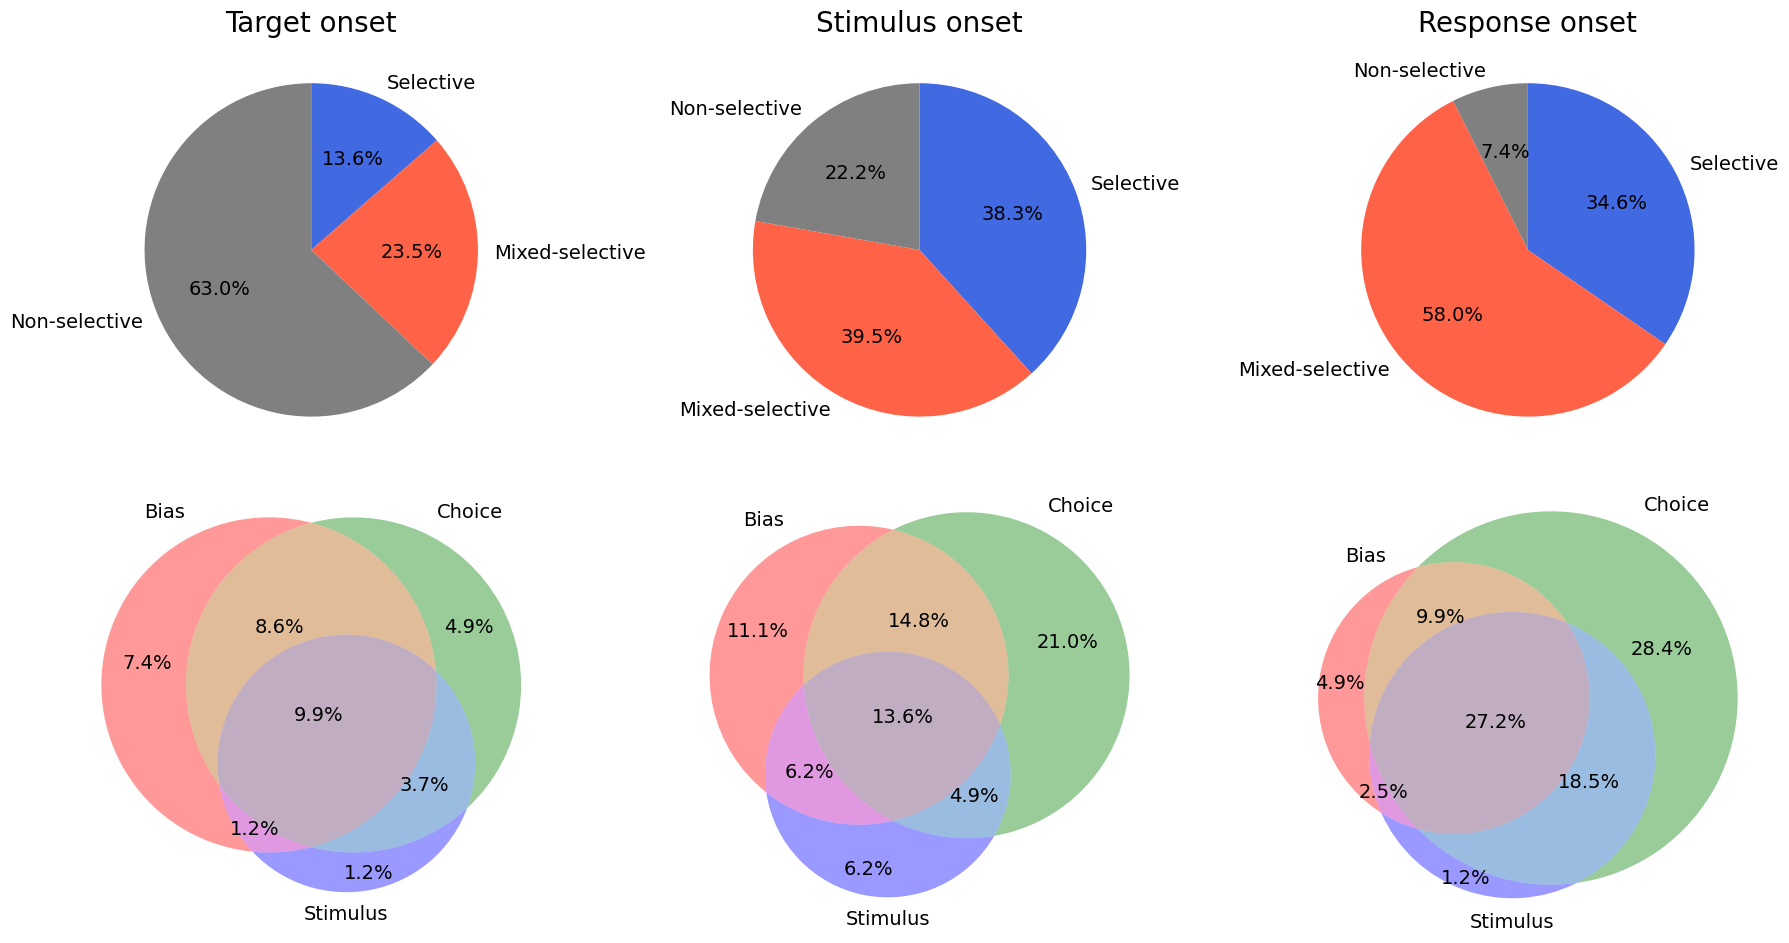 Target onset
Stimulus onset
Response onset
Selective
13.6%
Mixed-selective
23.5%
Non-selective
63.0%
Non-selective
22.2%
Selective
38.3%
Mixed-selective
39.5%
Non-selective
7.4%
Selective
34.6%
Mixed-selective
58.0%
Bias
Choice
7.4%
8.6%
4.9%
9.9%
3.7%
1.2%
1.2%
Stimulus
Bias
Choice
11.1%
14.8%
21.0%
13.6%
6.2%
4.9%
6.2%
Stimulus
Choice
Bias
9.9%
28.4%
4.9%
27.2%
18.5%
2.5%
1.2%
Stimulus